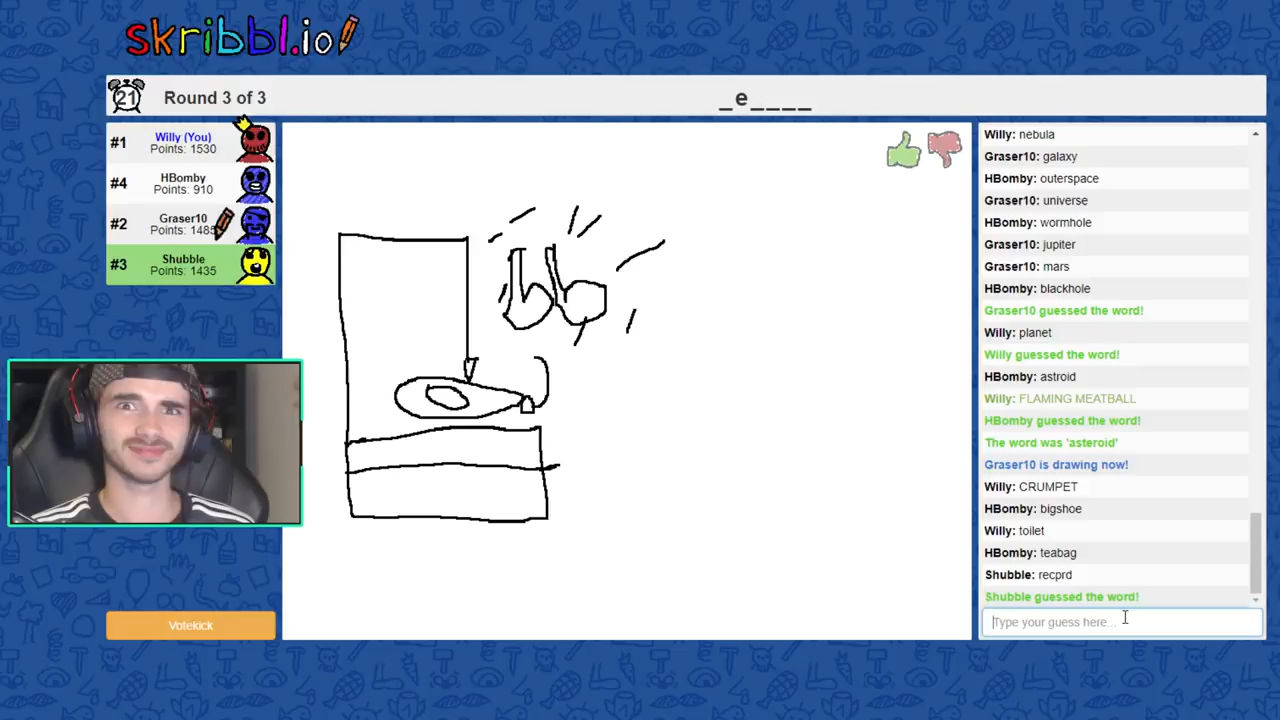 skribbl.io
21
Round 3 of 3
_e____
#1 Willy (You)
Points: 1530
#4 HBomby
Points: 910
#2 Graser10
Points: 1485
#3 Shubble
Points: 1435
Votekick
Willy: nebula
Graser10: galaxy
HBomby: outerspace
Graser10: universe
HBomby: wormhole
Graser10: jupiter
Graser10: mars
HBomby: blackhole
Graser10 guessed the word!
Willy: planet
Willy guessed the word!
HBomby: astroid
Willy: FLAMING MEATBALL
HBomby guessed the word!
The word was 'asteroid'
Graser10 is drawing now!
Willy: CRUMPET
HBomby: bigshoe
Willy: toilet
HBomby: teabag
Shubble: recprd
Shubble guessed the word!
Type your guess here...